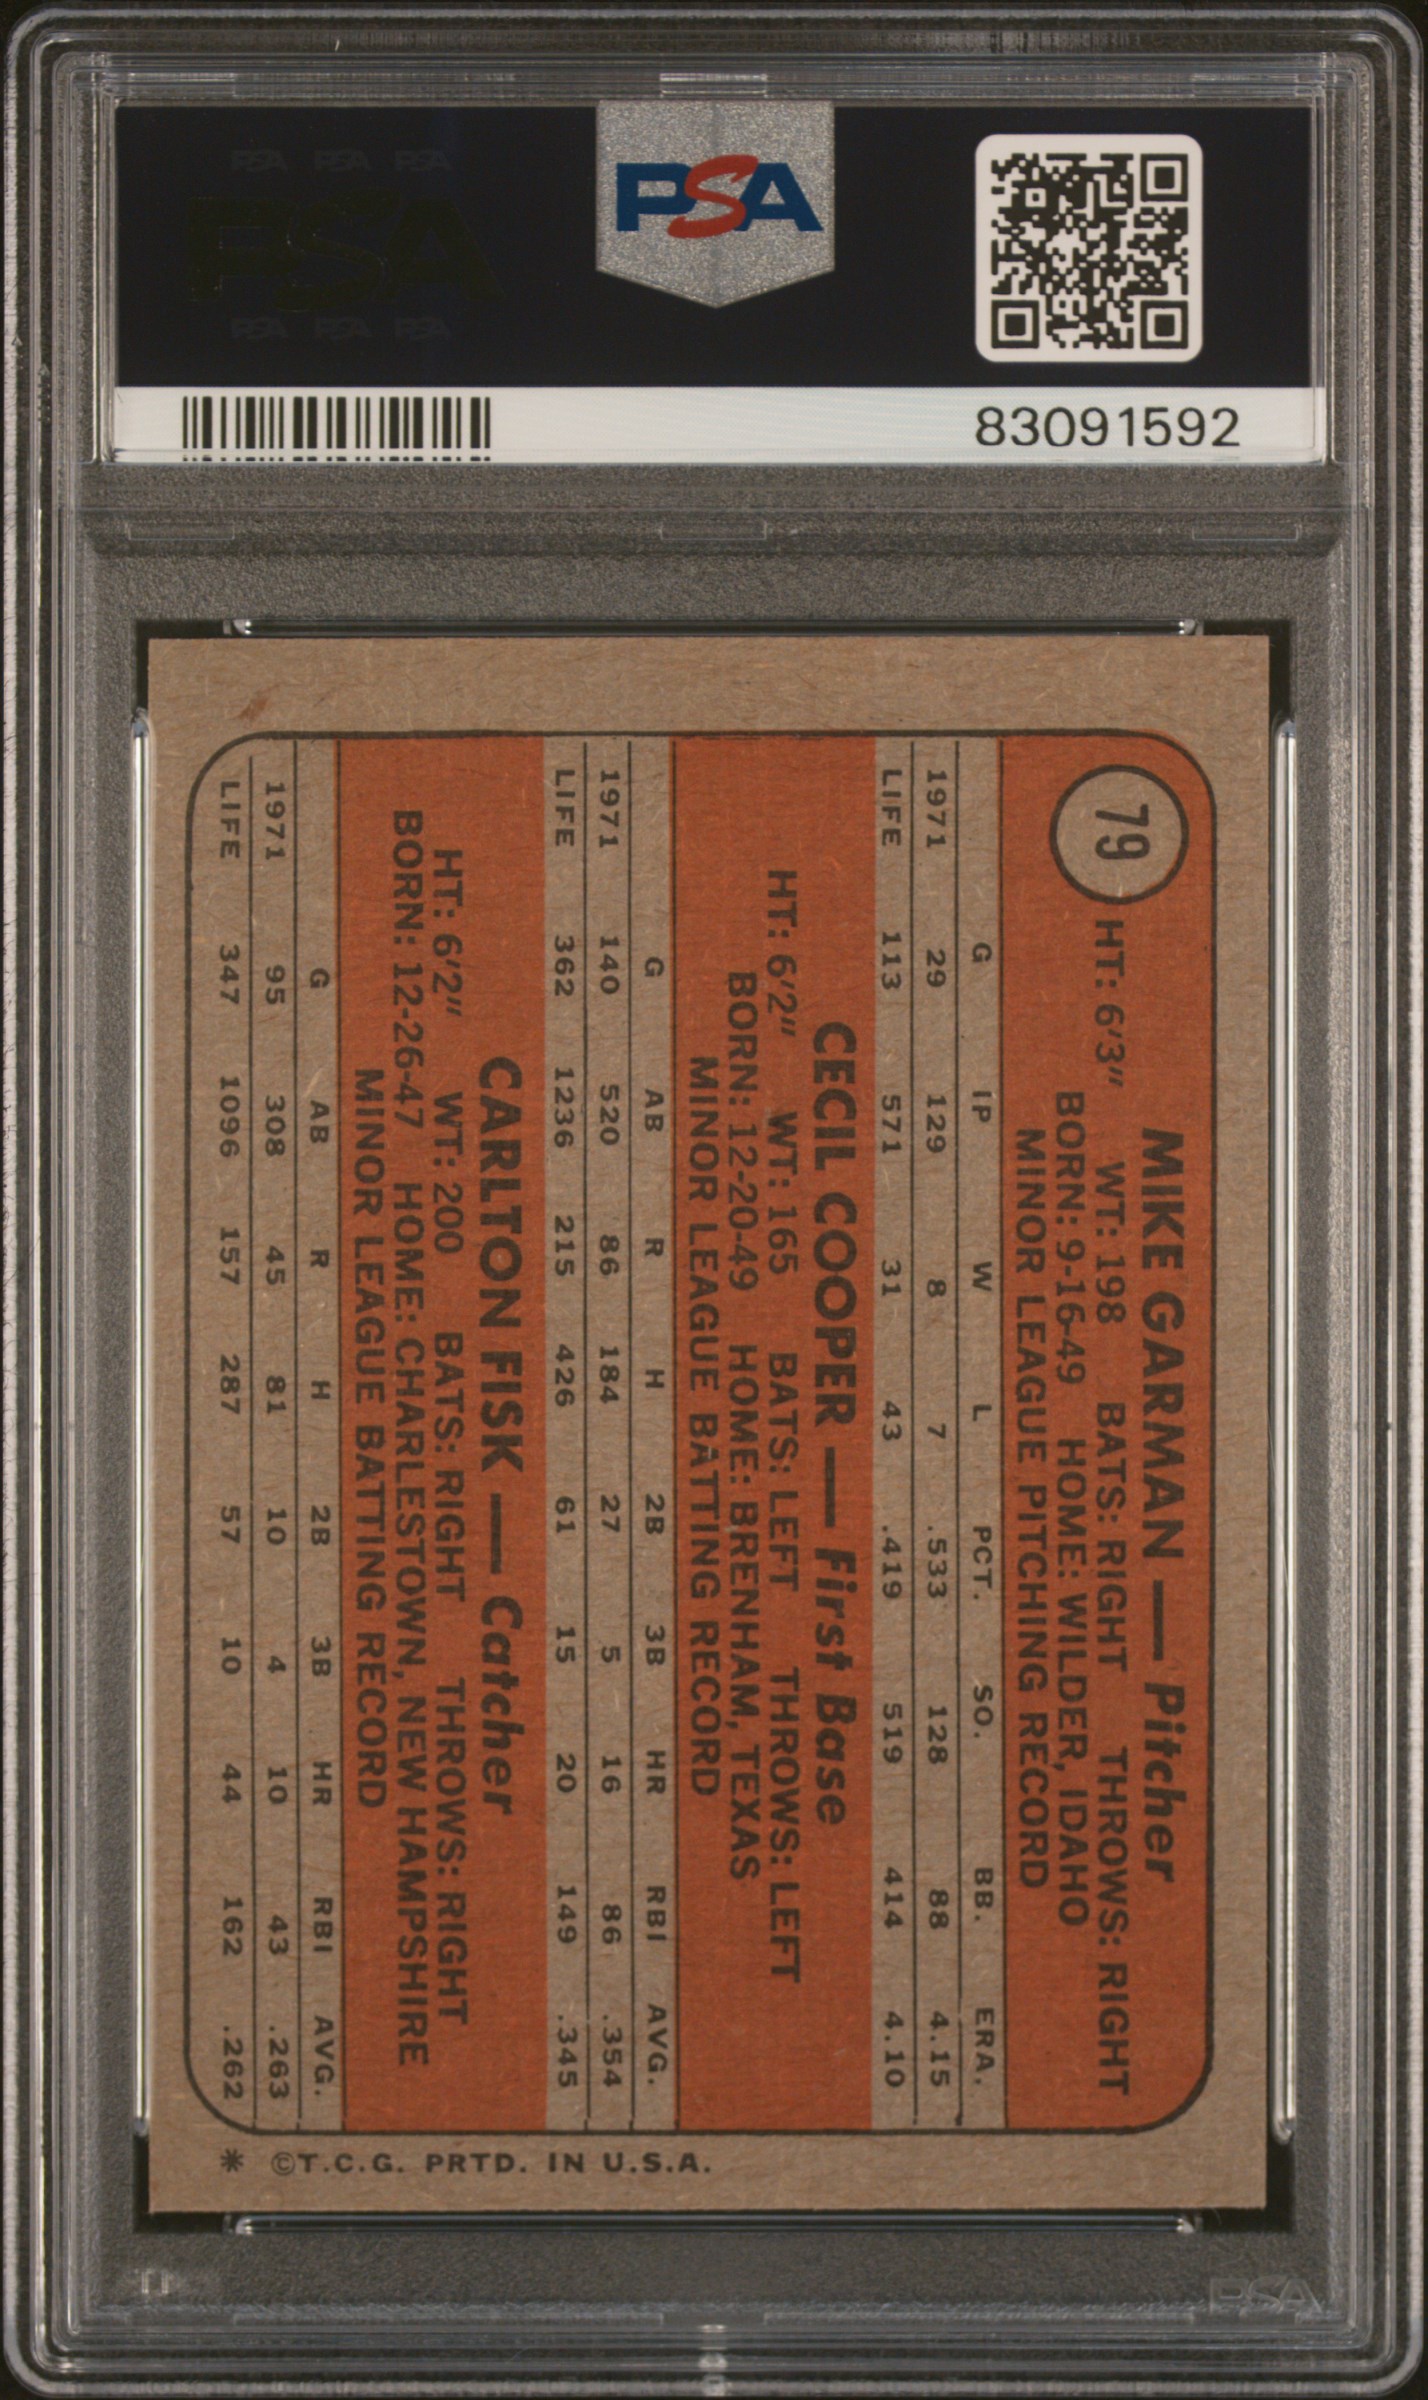 PSA PSA PSA
PSA
PSA PSA PSA
PSA
83091592
79
MIKE GARMAN — Pitcher
HT: 6'3" WT: 198 BATS: RIGHT THROWS: RIGHT
BORN: 9-16-49 HOME: WILDER, IDAHO
MINOR LEAGUE PITCHING RECORD
G IP W L PCT. SO. BB. ERA.
1971 29 129 8 7 .533 128 88 4.15
LIFE 113 571 31 43 .419 519 414 4.10
CECIL COOPER — First Base
HT: 6'2" WT: 165 BATS: LEFT THROWS: LEFT
BORN: 12-20-49 HOME: BRENHAM, TEXAS
MINOR LEAGUE BATTING RECORD
G AB R H 2B 3B HR RBI AVG.
1971 140 520 86 184 27 5 16 86 .354
LIFE 362 1236 215 426 61 15 20 149 .345
CARLTON FISK — Catcher
HT: 6'2" WT: 200 BATS: RIGHT THROWS: RIGHT
BORN: 12-26-47 HOME: CHARLESTOWN, NEW HAMPSHIRE
MINOR LEAGUE BATTING RECORD
G AB R H 2B 3B HR RBI AVG.
1971 95 308 45 81 10 4 10 43 .263
LIFE 347 1096 157 287 57 10 44 162 .262
* ©T.C.G. PRTD. IN U.S.A.
PSA